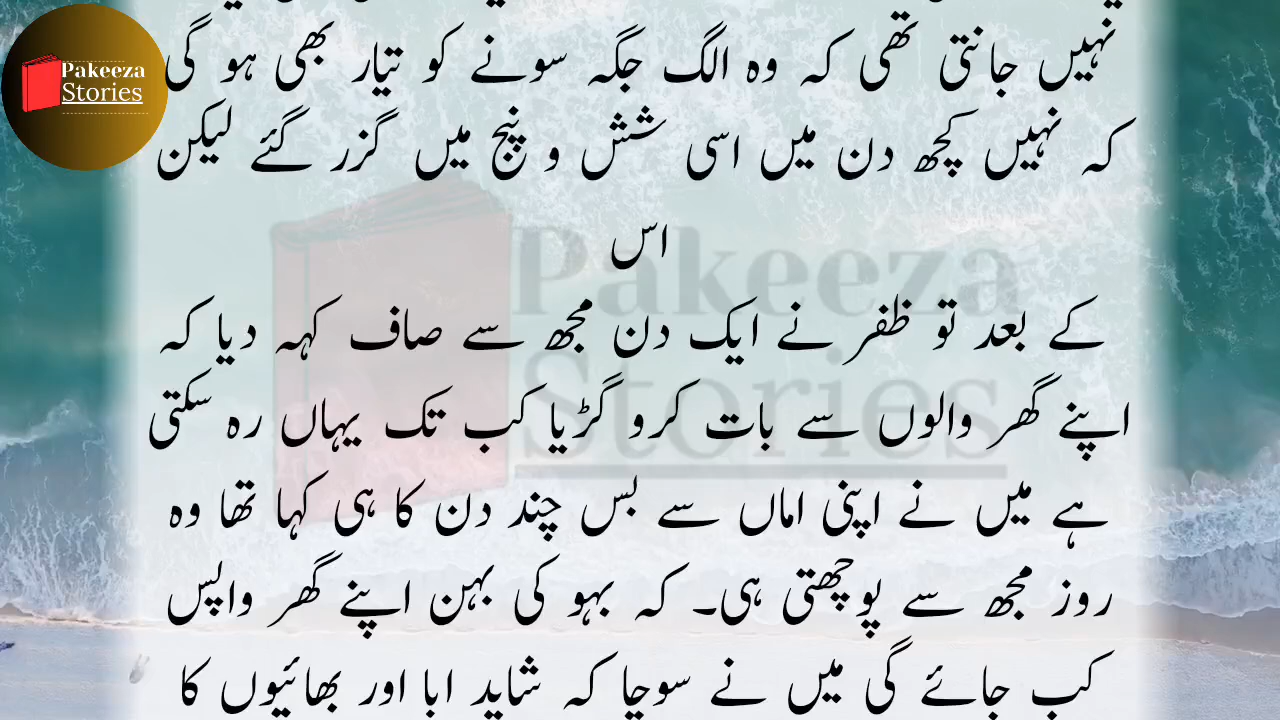 Pakeeza
Stories
نہیں جانتی تھی کہ وہ الگ جگہ سونے کو تیار بھی ہو گی
کہ نہیں کچھ دن میں اسی شش و پنج میں گزر گئے لیکن
اس
Pakeeza
Stories
کے بعد تو ظفر نے ایک دن مجھ سے صاف کہہ دیا کہ
اپنے گھر والوں سے بات کرو گڑیا کب تک یہاں رہ سکتی
ہے میں نے اپنی اماں سے بس چند دن کا ہی کہا تھا وہ
روز مجھ سے پوچھتی ہی۔ کہ بہو کی بہن اپنے گھر واپس
کب جائے گی میں نے سوچا کہ شاید ابا اور بھائیوں کا